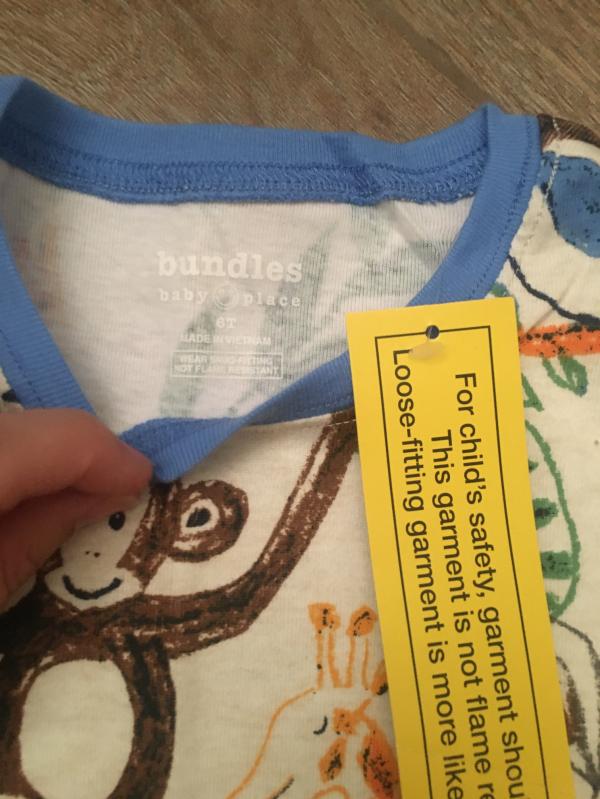 bundles
baby place
6T
MADE IN VIETNAM
WEAR SNUG-FITTING
NOT FLAME RESISTANT
For child's safety, garment shou
This garment is not flame re
Loose-fitting garment is more like